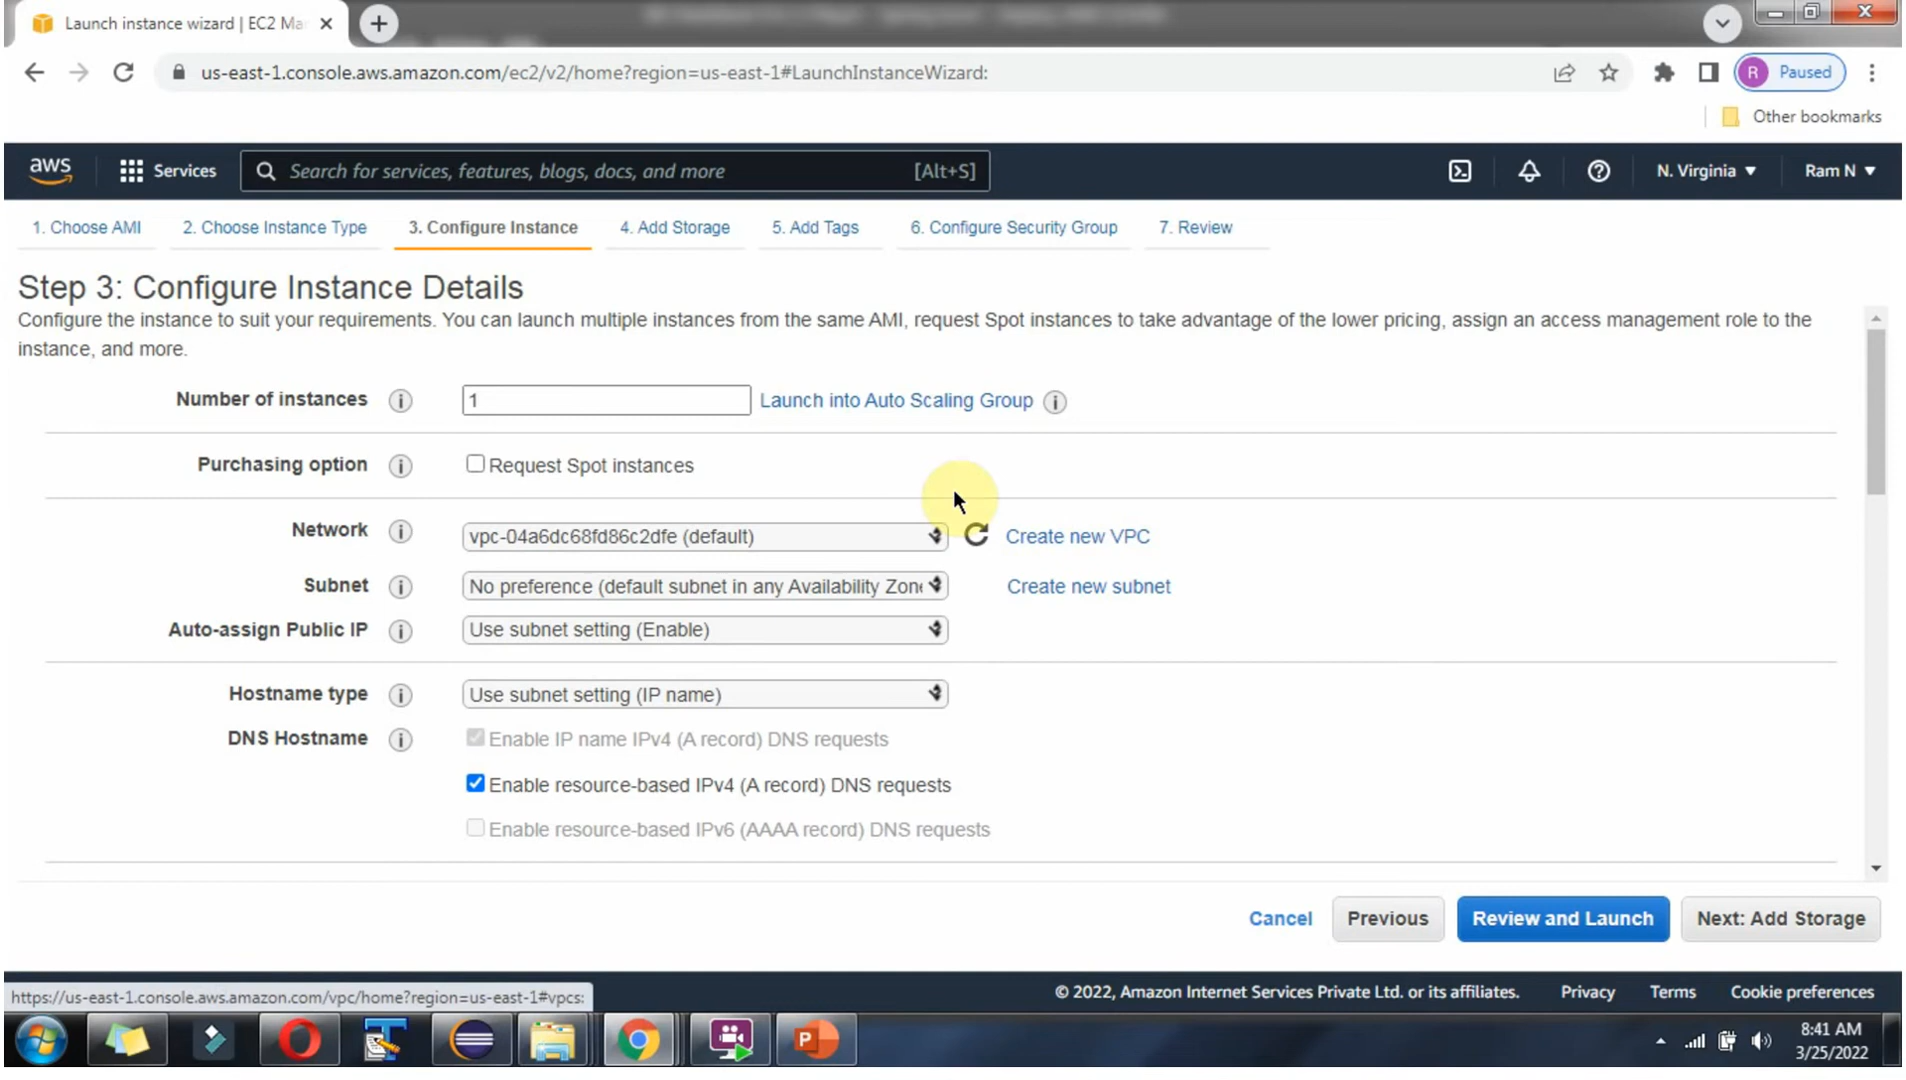 Launch instance wizard | EC2 Ma
us-east-1.console.aws.amazon.com/ec2/v2/home?region=us-east-1#LaunchInstanceWizard:
R Paused
Other bookmarks
aws Services Search for services, features, blogs, docs, and more [Alt+S] N. Virginia Ram N
1. Choose AMI 2. Choose Instance Type 3. Configure Instance 4. Add Storage 5. Add Tags 6. Configure Security Group 7. Review
Step 3: Configure Instance Details
Configure the instance to suit your requirements. You can launch multiple instances from the same AMI, request Spot instances to take advantage of the lower pricing, assign an access management role to the
instance, and more.
Number of instances i 1 Launch into Auto Scaling Group i
Purchasing option i Request Spot instances
Network i vpc-04a6dc68fd86c2dfe (default) Create new VPC
Subnet i No preference (default subnet in any Availability Zone Create new subnet
Auto-assign Public IP i Use subnet setting (Enable)
Hostname type i Use subnet setting (IP name)
DNS Hostname i Enable IP name IPv4 (A record) DNS requests
Enable resource-based IPv4 (A record) DNS requests
Enable resource-based IPv6 (AAAA record) DNS requests
Cancel Previous Review and Launch Next: Add Storage
https://us-east-1.console.aws.amazon.com/vpc/home?region=us-east-1#vpcs:
© 2022, Amazon Internet Services Private Ltd. or its affiliates. Privacy Terms Cookie preferences
8:41 AM
3/25/2022